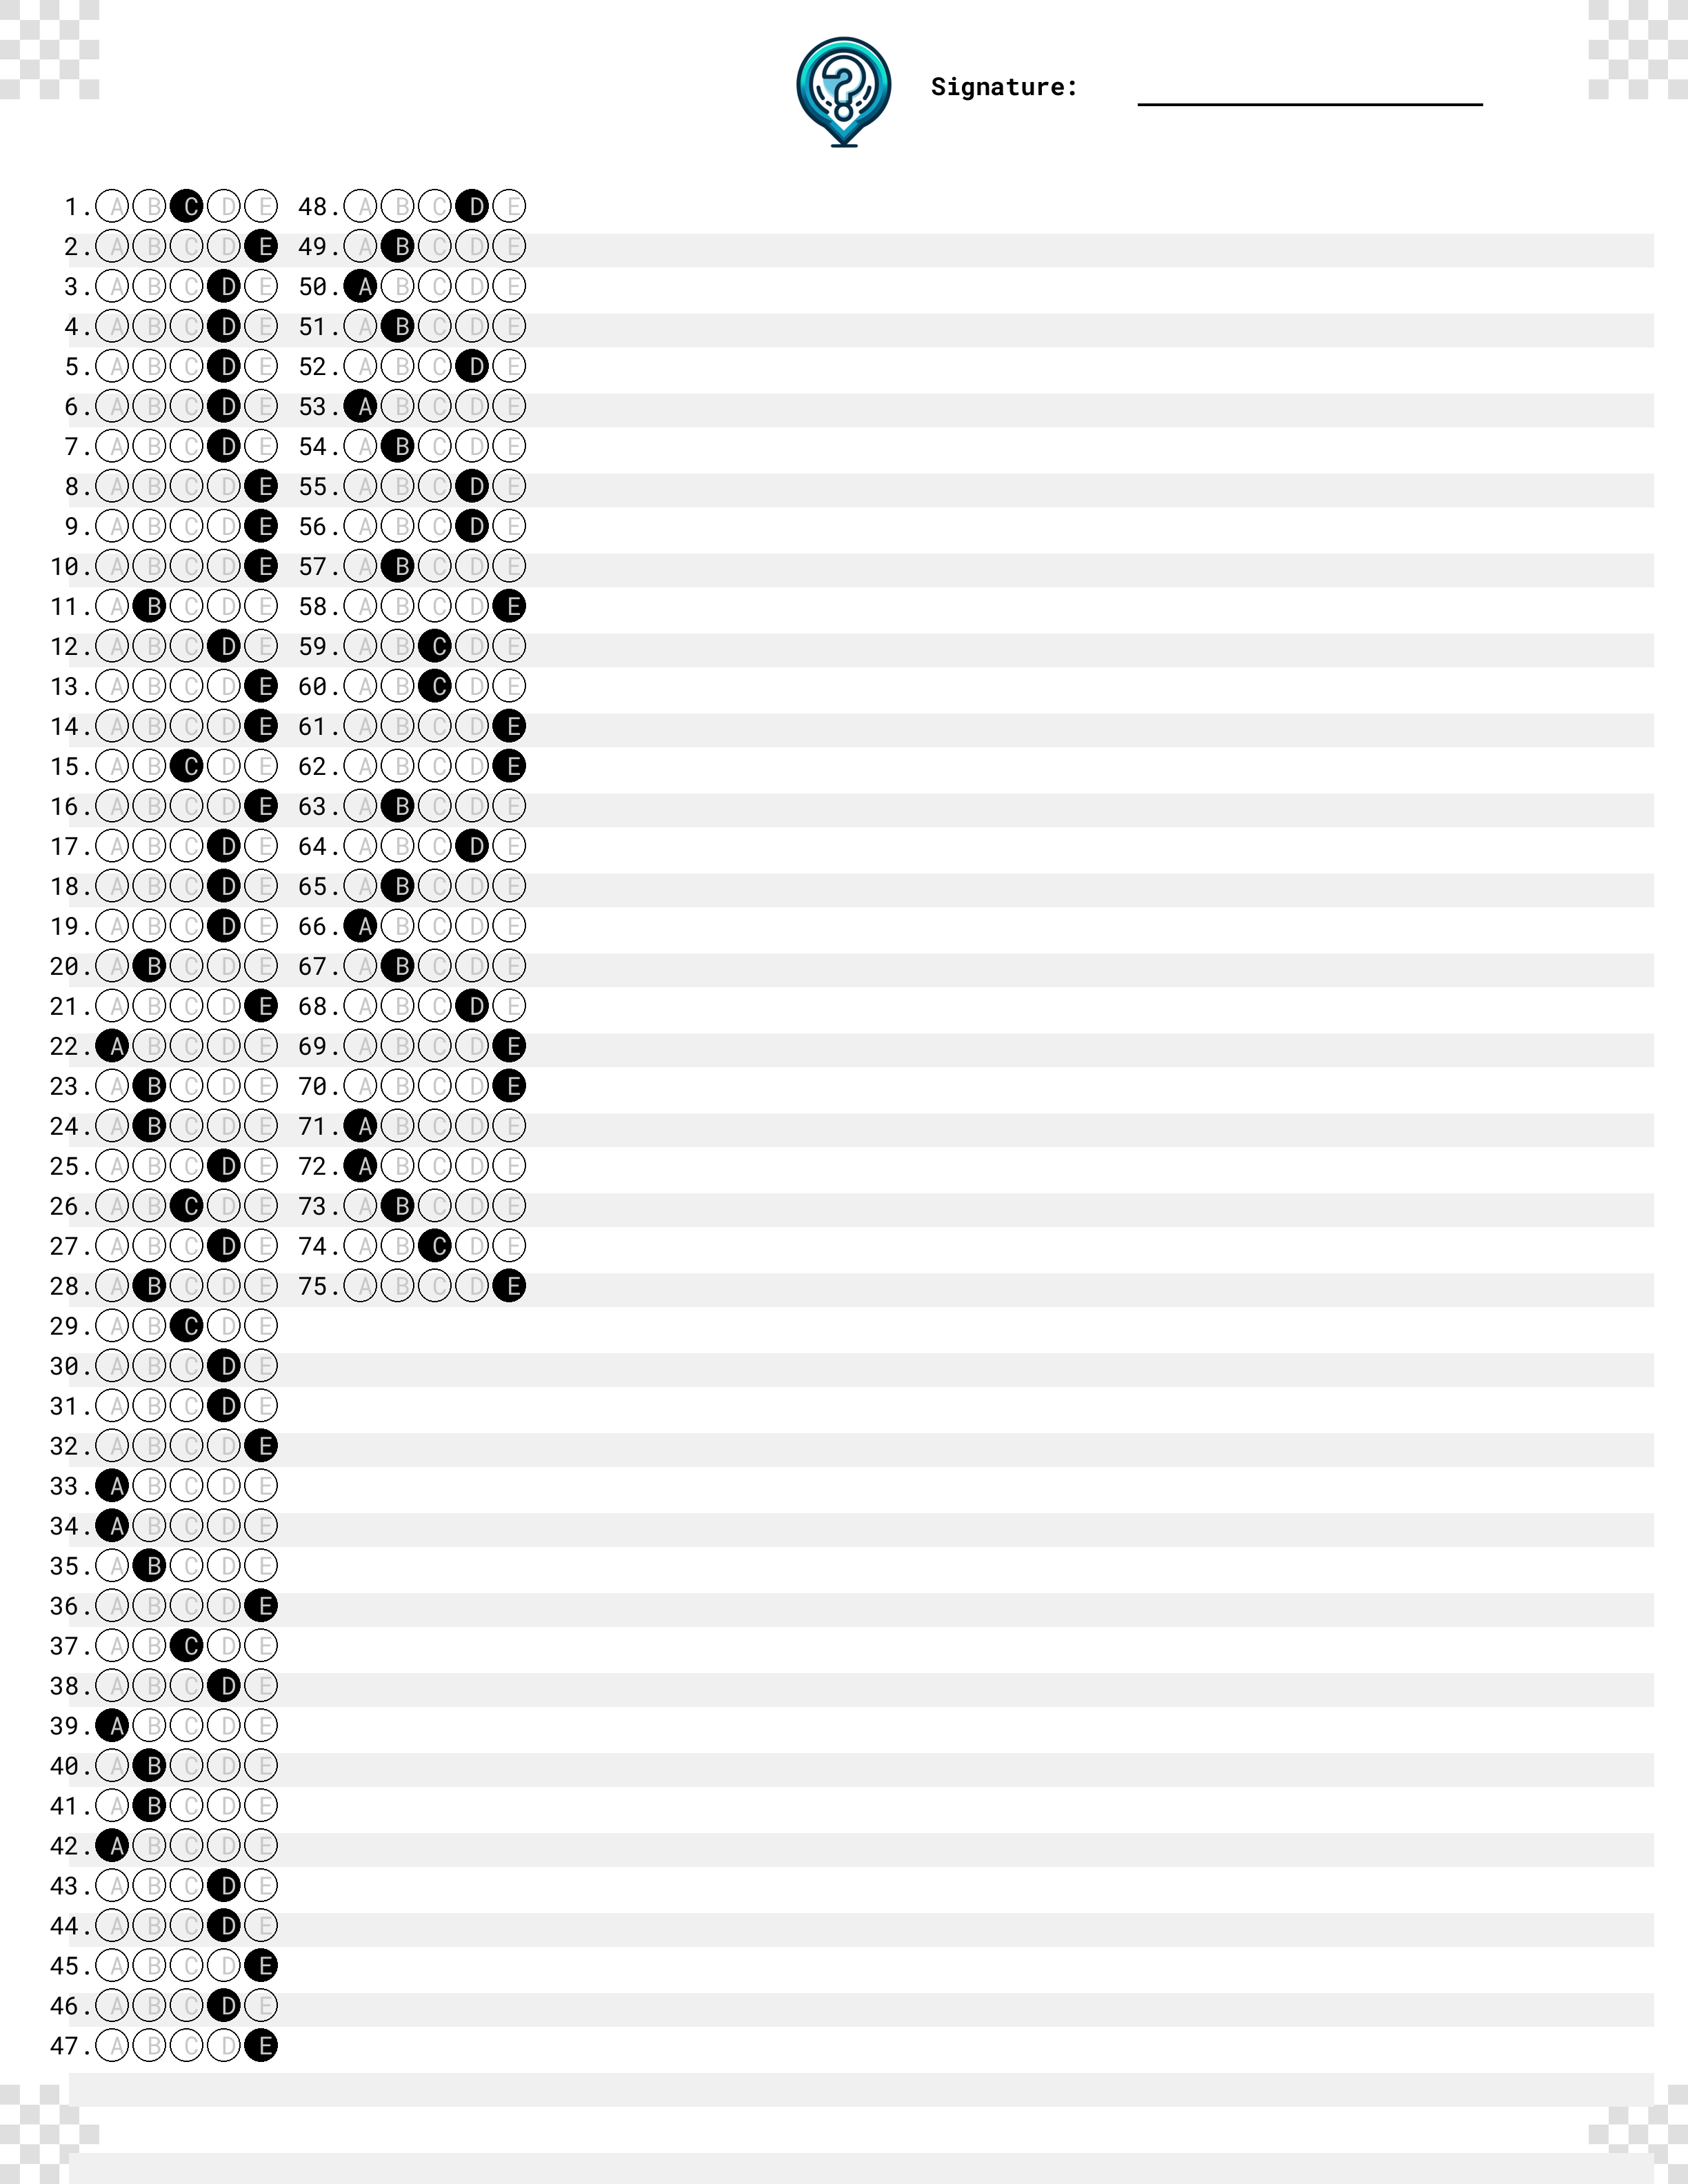 Signature:
1. A B C D E 48. A B C D E
2. A B C D E 49. A B C D E
3. A B C D E 50. A B C D E
4. A B C D E 51. A B C D E
5. A B C D E 52. A B C D E
6. A B C D E 53. A B C D E
7. A B C D E 54. A B C D E
8. A B C D E 55. A B C D E
9. A B C D E 56. A B C D E
10. A B C D E 57. A B C D E
11. A B C D E 58. A B C D E
12. A B C D E 59. A B C D E
13. A B C D E 60. A B C D E
14. A B C D E 61. A B C D E
15. A B C D E 62. A B C D E
16. A B C D E 63. A B C D E
17. A B C D E 64. A B C D E
18. A B C D E 65. A B C D E
19. A B C D E 66. A B C D E
20. A B C D E 67. A B C D E
21. A B C D E 68. A B C D E
22. A B C D E 69. A B C D E
23. A B C D E 70. A B C D E
24. A B C D E 71. A B C D E
25. A B C D E 72. A B C D E
26. A B C D E 73. A B C D E
27. A B C D E 74. A B C D E
28. A B C D E 75. A B C D E
29. A B C D E
30. A B C D E
31. A B C D E
32. A B C D E
33. A B C D E
34. A B C D E
35. A B C D E
36. A B C D E
37. A B C D E
38. A B C D E
39. A B C D E
40. A B C D E
41. A B C D E
42. A B C D E
43. A B C D E
44. A B C D E
45. A B C D E
46. A B C D E
47. A B C D E